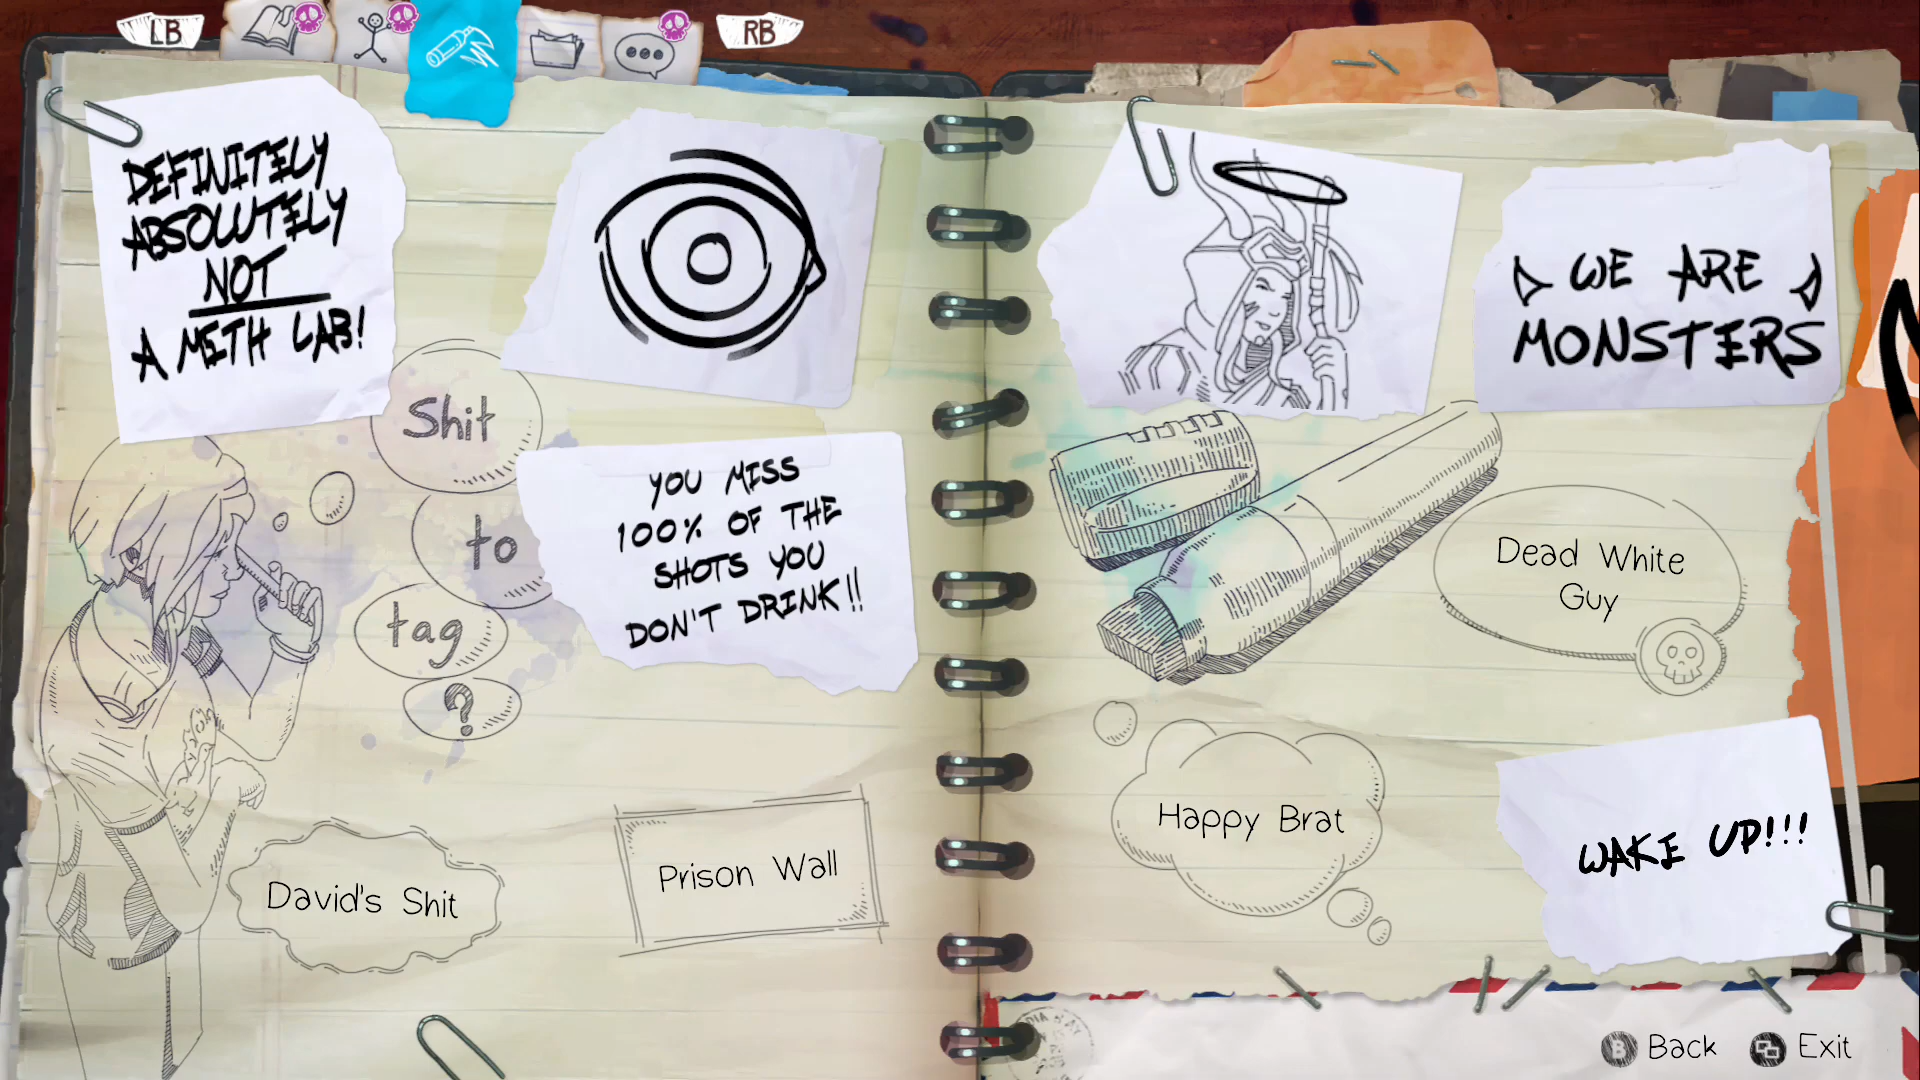 LB
RB
DEFINITELY
ABSOLUTELY
NOT
A METH LAB!
Shit
to
tag
?
YOU MISS
100% OF THE
SHOTS YOU
DON'T DRINK!!
David's Shit
Prison Wall
WE ARE
MONSTERS
Dead White
Guy
Happy Brat
WAKE UP!!!
B Back
Exit